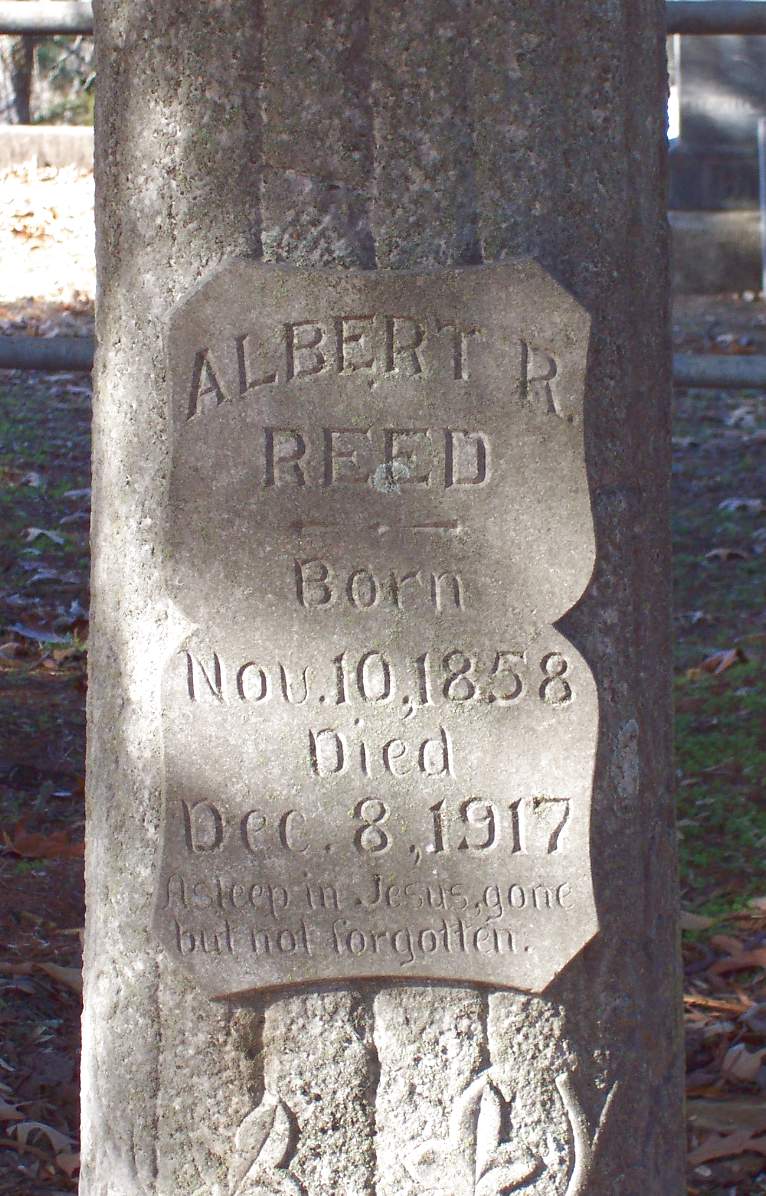 ALBERT R.
REED
Born
Nov. 10, 1858
Died
Dec. 8, 1917
Asleep in Jesus, gone
but not forgotten.